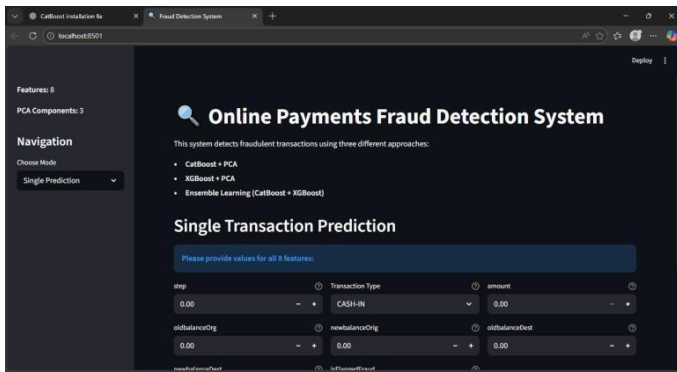 CatBoost installation fix
Fraud Detection System
localhost:8501
Deploy
Features: 8
PCA Components: 3
Navigation
Choose Mode
Single Prediction
Online Payments Fraud Detection System
This system detects fraudulent transactions using three different approaches:
CatBoost + PCA
XGBoost + PCA
Ensemble Learning (CatBoost + XGBoost)
Single Transaction Prediction
Please provide values for all 8 features:
step Transaction Type amount
0.00 - + CASH-IN 0.00 - +
oldbalanceOrg newbalanceOrig oldbalanceDest
0.00 - + 0.00 - + 0.00 - +
newbalanceDest isFlaggedFraud